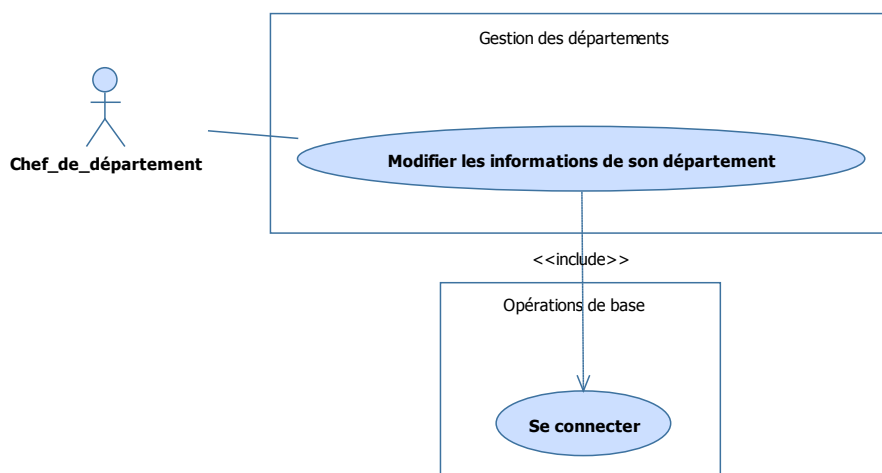 Gestion des départements
Chef_de_département
Modifier les informations de son département
<<include>>
Opérations de base
Se connecter